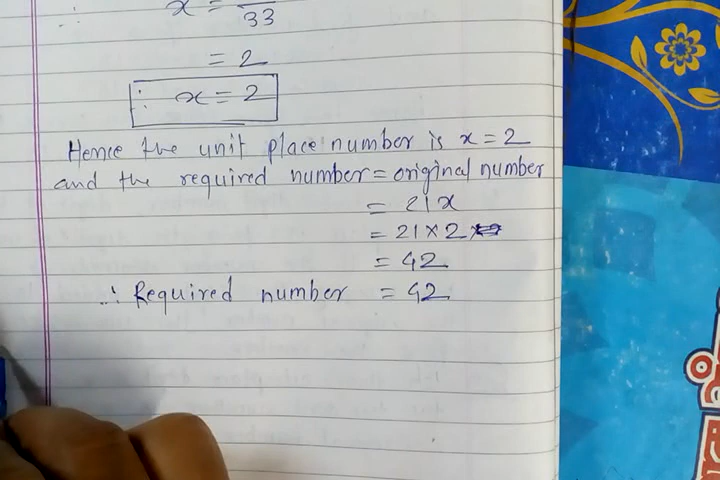 ∴ x = 33
= 2
∴ x = 2
Hence the unit place number is x = 2
and the required number = original number
= 21x
= 21 × 2
= 42
∴ Required number = 42